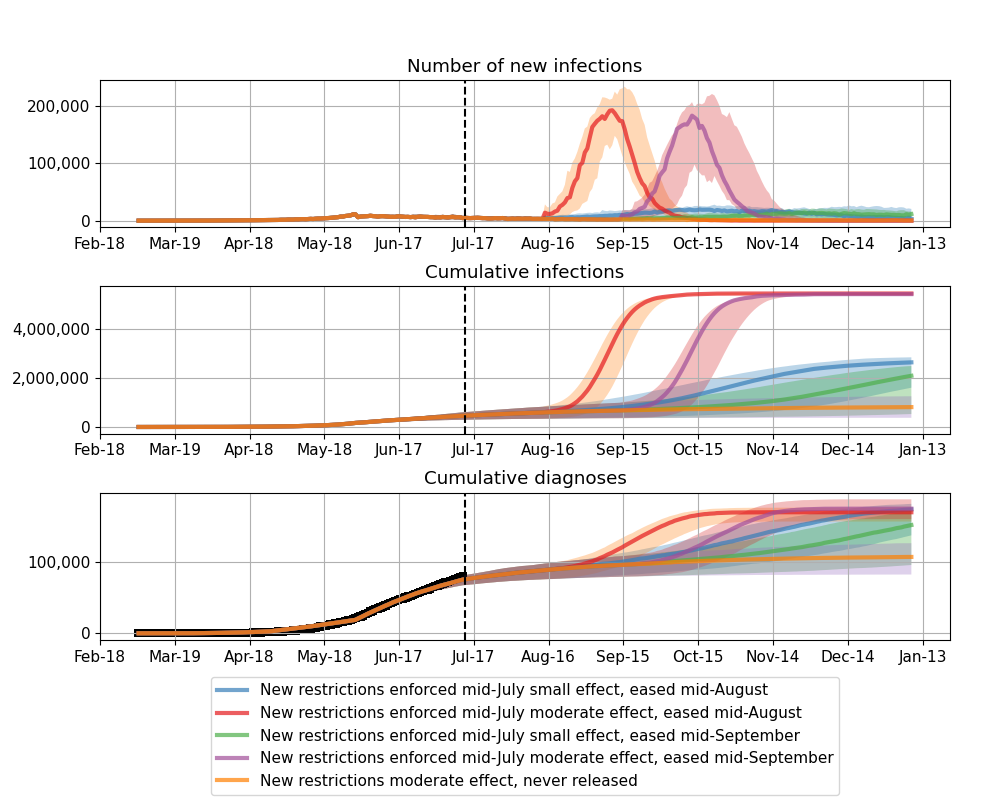 Number of new infections
200,000
100,000
0
Feb-18 Mar-19 Apr-18 May-18 Jun-17 Jul-17 Aug-16 Sep-15 Oct-15 Nov-14 Dec-14 Jan-13
Cumulative infections
4,000,000
2,000,000
0
Feb-18 Mar-19 Apr-18 May-18 Jun-17 Jul-17 Aug-16 Sep-15 Oct-15 Nov-14 Dec-14 Jan-13
Cumulative diagnoses
100,000
0
Feb-18 Mar-19 Apr-18 May-18 Jun-17 Jul-17 Aug-16 Sep-15 Oct-15 Nov-14 Dec-14 Jan-13
New restrictions enforced mid-July small effect, eased mid-August
New restrictions enforced mid-July moderate effect, eased mid-August
New restrictions enforced mid-July small effect, eased mid-September
New restrictions enforced mid-July moderate effect, eased mid-September
New restrictions moderate effect, never released